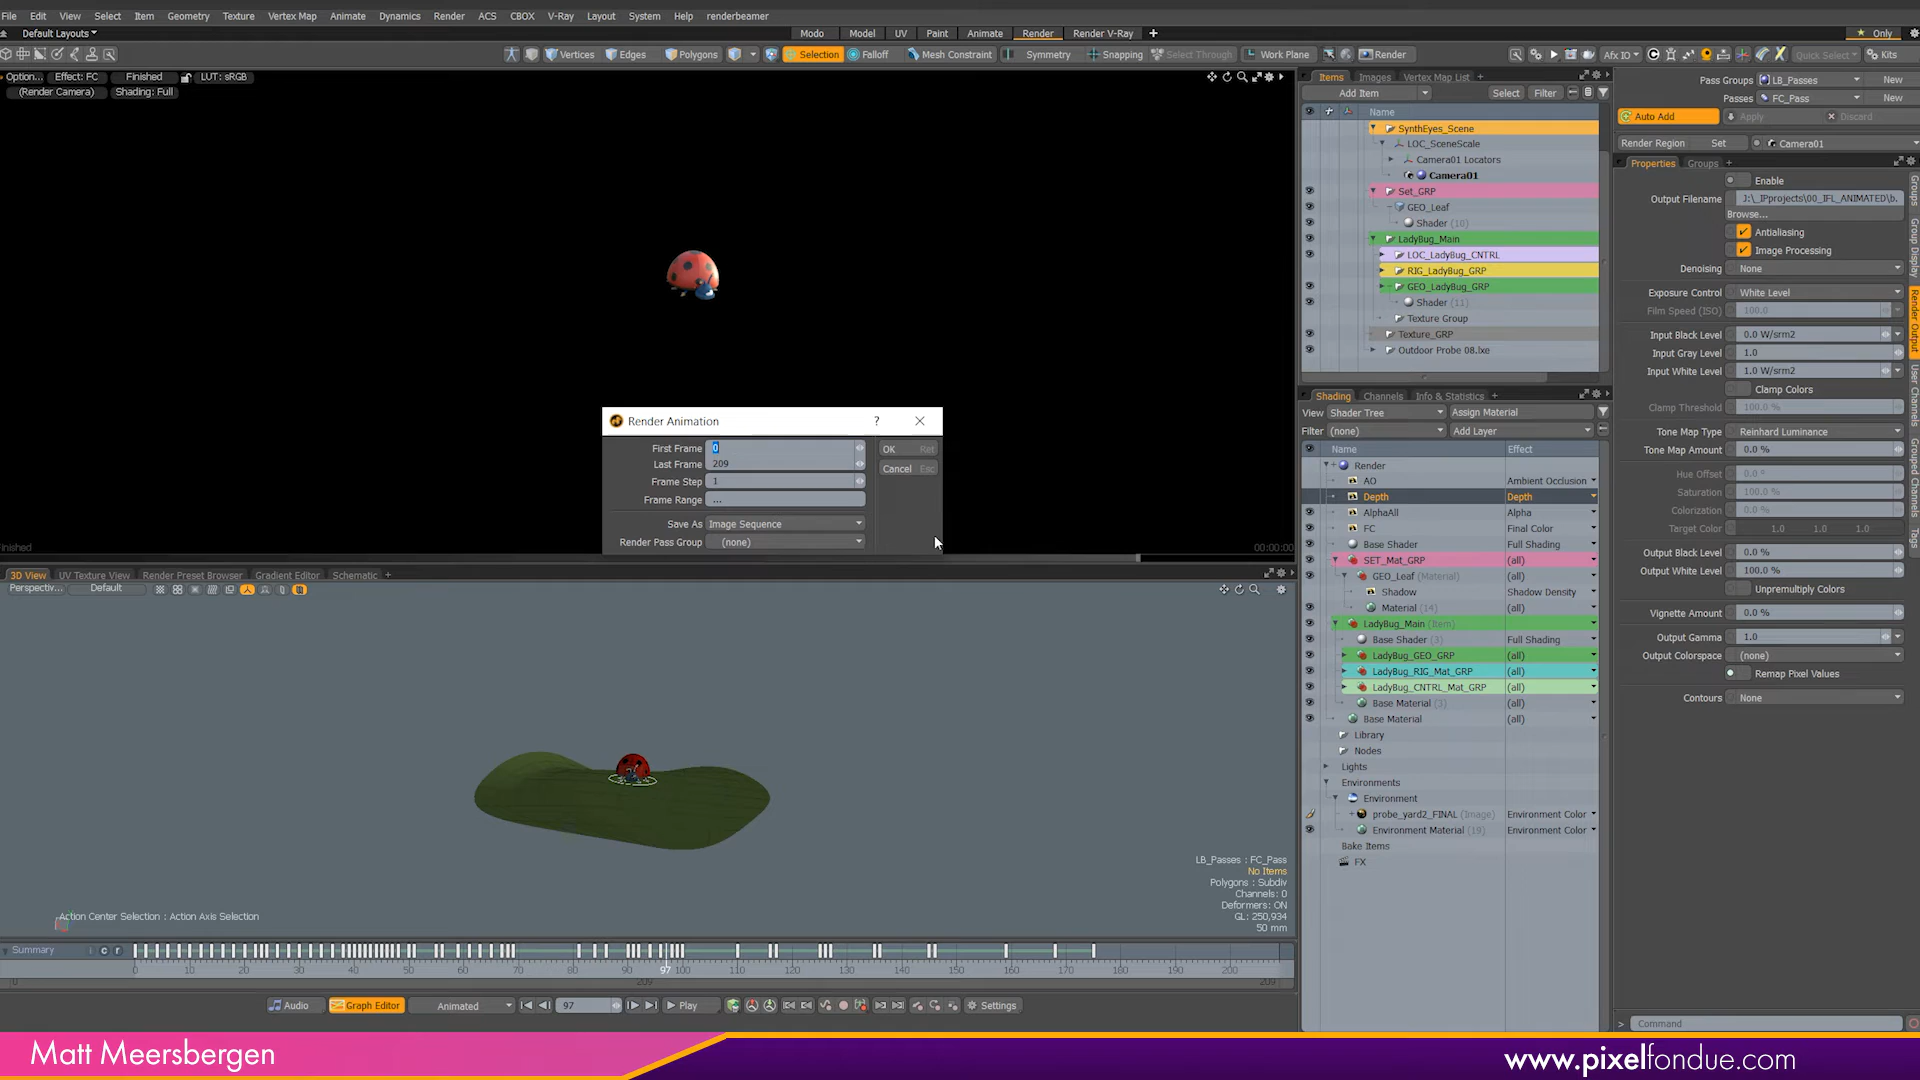 File Edit View Select Item Geometry Texture Vertex Map Animate Dynamics Render ACS CBOX V-Ray Layout System Help renderbeamer
Default Layouts Modo Model UV Paint Animate Render Render V-Ray + Only
Vertices Edges Polygons Selection Falloff Mesh Constraint Symmetry Snapping Select Through Work Plane Render Afx IO Quick Select Kits
Option... Effect: FC Finished LUT: sRGB
(Render Camera) Shading: Full
Finished
00:00:00
Render Animation ?
First Frame 0
Last Frame 209
Frame Step 1
Frame Range ...
Save As Image Sequence
Render Pass Group (none)
OK Ret
Cancel Esc
3D View UV Texture View Render Preset Browser Gradient Editor Schematic +
Perspectiv... Default
LB_Passes : FC_Pass
No Items
Polygons : Subdiv
Channels: 0
Deformers: ON
GL: 250,934
50 mm
Action Center Selection : Action Axis Selection
Summary c r
0 10 20 30 40 50 60 70 80 90 97 100 110 120 130 140 150 160 170 180 190 200
0 209 209
Audio Graph Editor Animated 97 Play Settings
Items Images Vertex Map List +
Add Item Select Filter
Name
SynthEyes_Scene
LOC_SceneScale
Camera01 Locators
Camera01
Set_GRP
GEO_Leaf
Shader (10)
LadyBug_Main
LOC_LadyBug_CNTRL
RIG_LadyBug_GRP
GEO_LadyBug_GRP
Shader (11)
Texture Group
Texture_GRP
Outdoor Probe 08.lxe
Shading Channels Info & Statistics +
View Shader Tree Assign Material
Filter (none) Add Layer
Name Effect
Render
AO Ambient Occlusion
Depth Depth
AlphaAll Alpha
FC Final Color
Base Shader Full Shading
SET_Mat_GRP (all)
GEO_Leaf (Material) (all)
Shadow Shadow Density
Material (14) (all)
LadyBug_Main (Item) (all)
Base Shader (3) Full Shading
LadyBug_GEO_GRP (all)
LadyBug_RIG_Mat_GRP (all)
LadyBug_CNTRL_Mat_GRP (all)
Base Material (3) (all)
Base Material (all)
Library
Nodes
Lights
Environments
Environment
probe_yard2_FINAL (Image) Environment Color
Environment Material (19) Environment Color
Bake Items
FX
Pass Groups LB_Passes New
Passes FC_Pass New
Auto Add Apply Discard
Render Region Set Camera01
Properties Groups +
Enable
Output Filename J:\_IPprojects\00_IFL_ANIMATED\b.
Browse...
Antialiasing
Image Processing
Denoising None
Exposure Control White Level
Film Speed (ISO) 100.0
Input Black Level 0.0 W/srm2
Input Gray Level 1.0
Input White Level 1.0 W/srm2
Clamp Colors
Clamp Threshold 100.0 %
Tone Map Type Reinhard Luminance
Tone Map Amount 0.0 %
Hue Offset 0.0 °
Saturation 100.0 %
Colorization 0.0 %
Target Color 1.0 1.0 1.0
Output Black Level 0.0 %
Output White Level 100.0 %
Unpremultiply Colors
Vignette Amount 0.0 %
Output Gamma 1.0
Output Colorspace (none)
Remap Pixel Values
Contours None
Groups
Group Display
Render Output
User Channels
Grouped Channels
Tags
> Command
Matt Meersbergen
www.pixelfondue.com